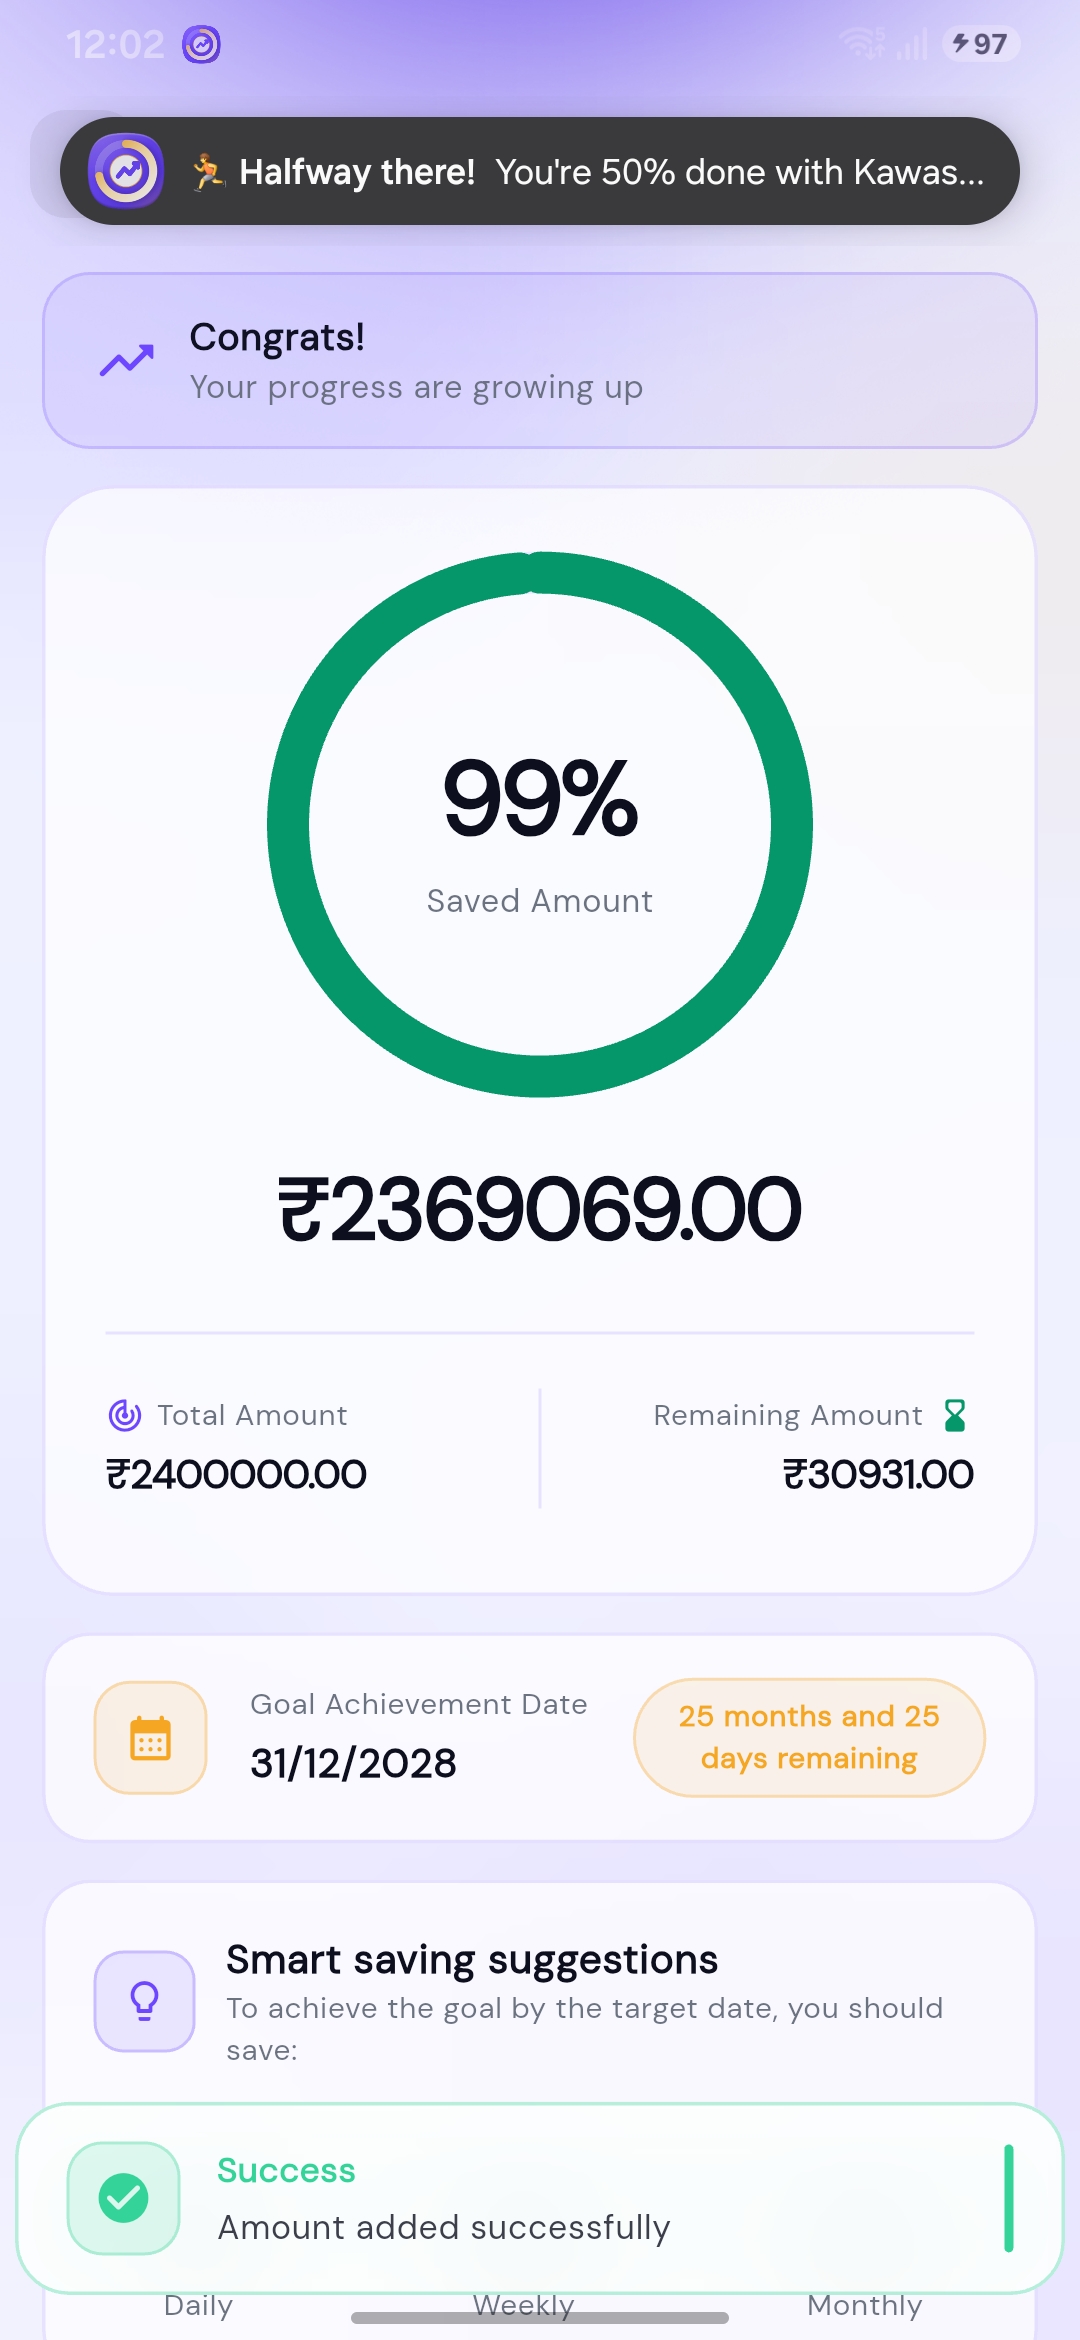 12:02
5
97
🏃 Halfway there! You're 50% done with Kawas...
Congrats!
Your progress are growing up
99%
Saved Amount
₹2369069.00
Total Amount
₹2400000.00
Remaining Amount
₹30931.00
Goal Achievement Date
31/12/2028
25 months and 25
days remaining
Smart saving suggestions
To achieve the goal by the target date, you should
save:
Success
Amount added successfully
Daily
Weekly
Monthly